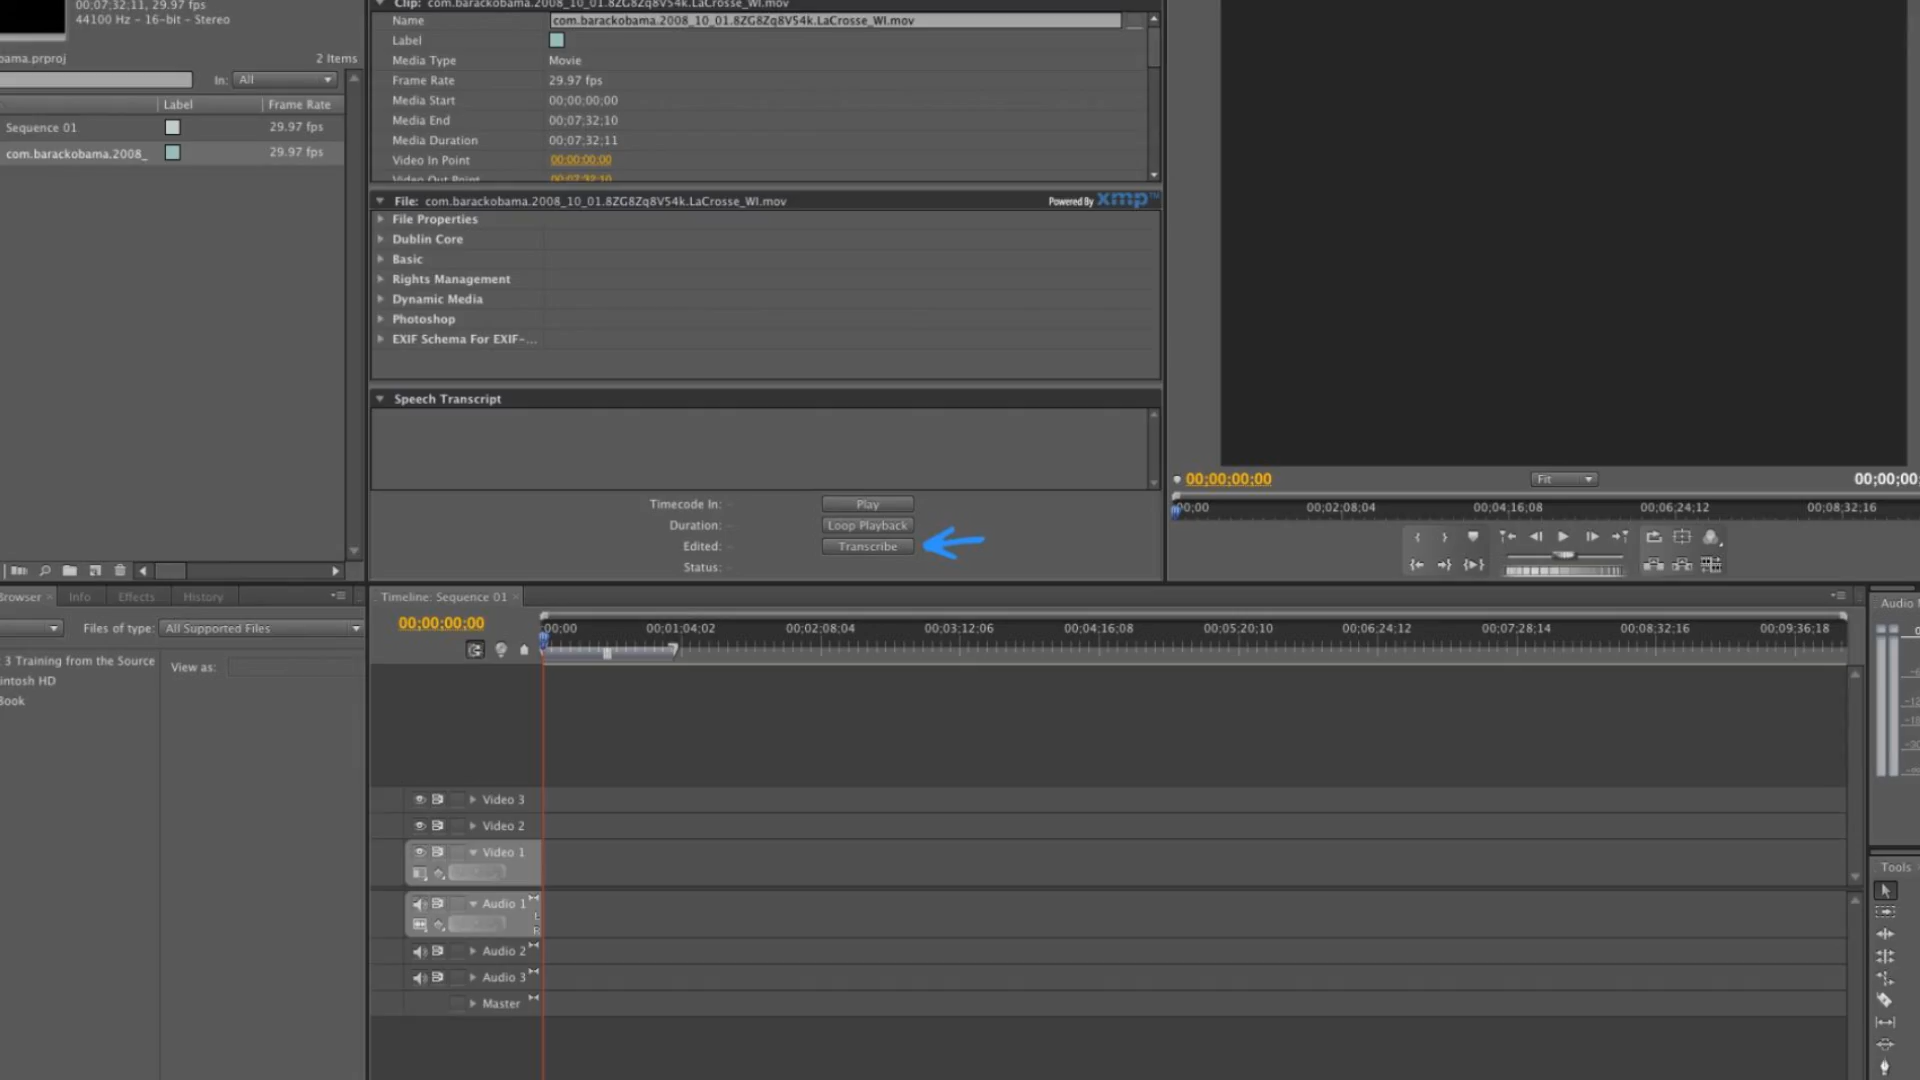 00;07;32;11, 29.97 fps
44100 Hz - 16-bit - Stereo
bama.prproj
2 Items
In: All
Label
Frame Rate
Sequence 01
29.97 fps
com.barackobama.2008_
29.97 fps
Clip: com.barackobama.2008_10_01.8ZG8Zq8V54k.LaCrosse_WI.mov
Name com.barackobama.2008_10_01.8ZG8Zq8V54k.LaCrosse_WI.mov
Label
Media Type Movie
Frame Rate 29.97 fps
Media Start 00;00;00;00
Media End 00;07;32;10
Media Duration 00;07;32;11
Video In Point 00;00;00;00
Video Out Point 00;07;32;10
File: com.barackobama.2008_10_01.8ZG8Zq8V54k.LaCrosse_WI.mov
Powered By xmp™
File Properties
Dublin Core
Basic
Rights Management
Dynamic Media
Photoshop
EXIF Schema For EXIF-...
Speech Transcript
Timecode In: -
Play
Duration: -
Loop Playback
Edited: -
Transcribe
Status:
00;00;00;00
Fit
00;00;00
00;00 00;02;08;04 00;04;16;08 00;06;24;12 00;08;32;16
Browser
Info
Effects
History
Files of type: All Supported Files
3 Training from the Source
intosh HD
Book
View as:
Timeline: Sequence 01
00;00;00;00
:00;00 00;01;04;02 00;02;08;04 00;03;12;06 00;04;16;08 00;05;20;10 00;06;24;12 00;07;28;14 00;08;32;16 00;09;36;18
Video 3
Video 2
Video 1
Audio 1
L
R
Audio 2
Audio 3
Master
Audio
Tools